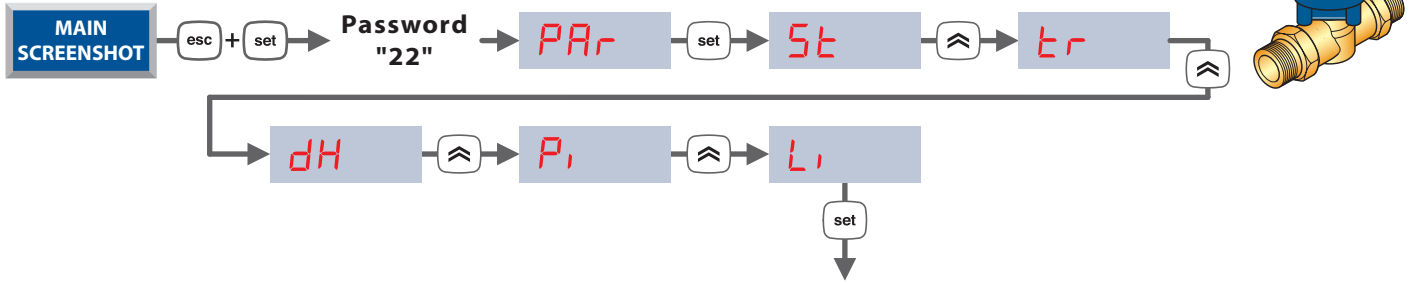 MAIN
SCREENSHOT
esc + set
Password
"22"
PAr
set
St
tr
dH
Pi
Li
set